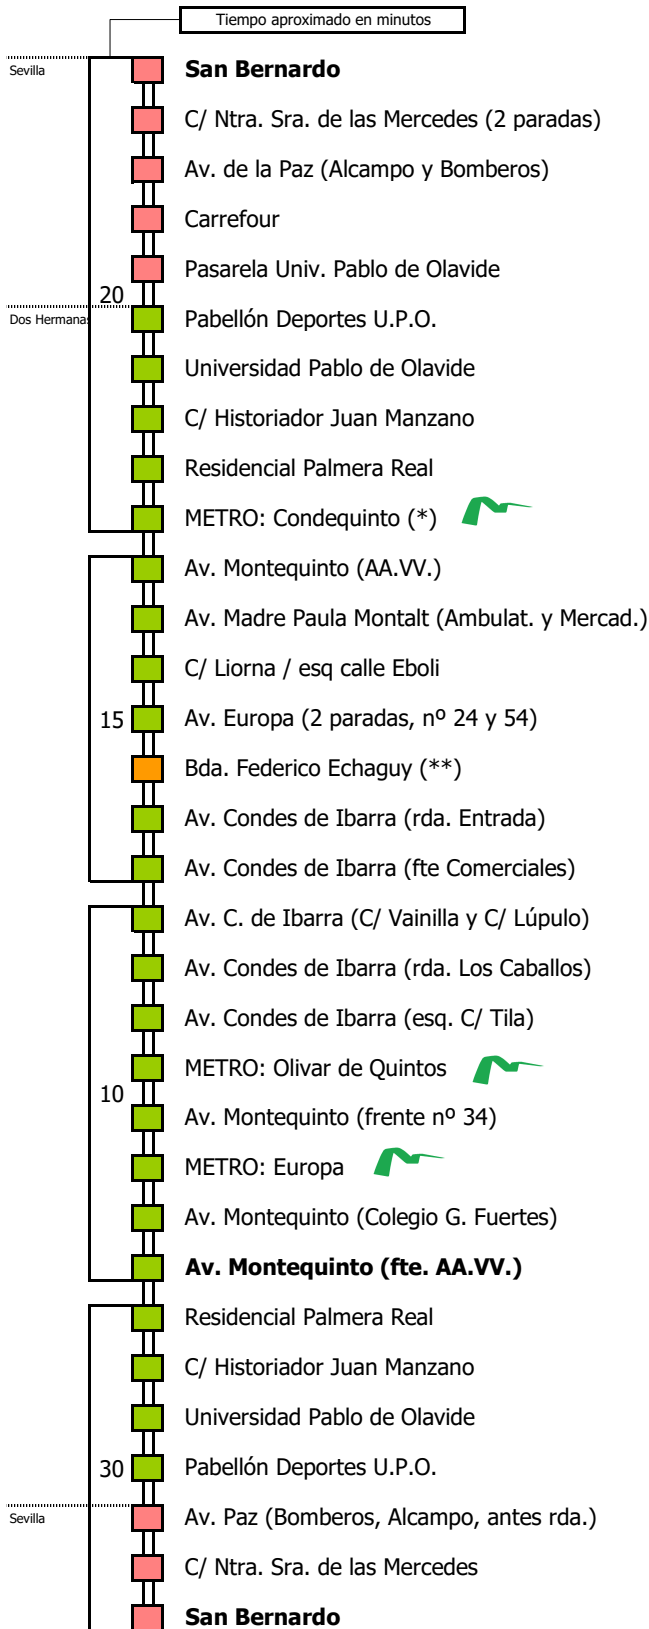 Tiempo aproximado en minutos
Sevilla
San Bernardo
C/ Ntra. Sra. de las Mercedes (2 paradas)
Av. de la Paz (Alcampo y Bomberos)
Carrefour
Pasarela Univ. Pablo de Olavide
20
Dos Hermanas
Pabellón Deportes U.P.O.
Universidad Pablo de Olavide
C/ Historiador Juan Manzano
Residencial Palmera Real
METRO: Condequinto (*)
Av. Montequinto (AA.VV.)
Av. Madre Paula Montalt (Ambulat. y Mercad.)
C/ Liorna / esq calle Eboli
15
Av. Europa (2 paradas, nº 24 y 54)
Bda. Federico Echaguy (**)
Av. Condes de Ibarra (rda. Entrada)
Av. Condes de Ibarra (fte Comerciales)
Av. C. de Ibarra (C/ Vainilla y C/ Lúpulo)
Av. Condes de Ibarra (rda. Los Caballos)
Av. Condes de Ibarra (esq. C/ Tila)
METRO: Olivar de Quintos
10
Av. Montequinto (frente nº 34)
METRO: Europa
Av. Montequinto (Colegio G. Fuertes)
Av. Montequinto (fte. AA.VV.)
Residencial Palmera Real
C/ Historiador Juan Manzano
Universidad Pablo de Olavide
30
Pabellón Deportes U.P.O.
Sevilla
Av. Paz (Bomberos, Alcampo, antes rda.)
C/ Ntra. Sra. de las Mercedes
San Bernardo